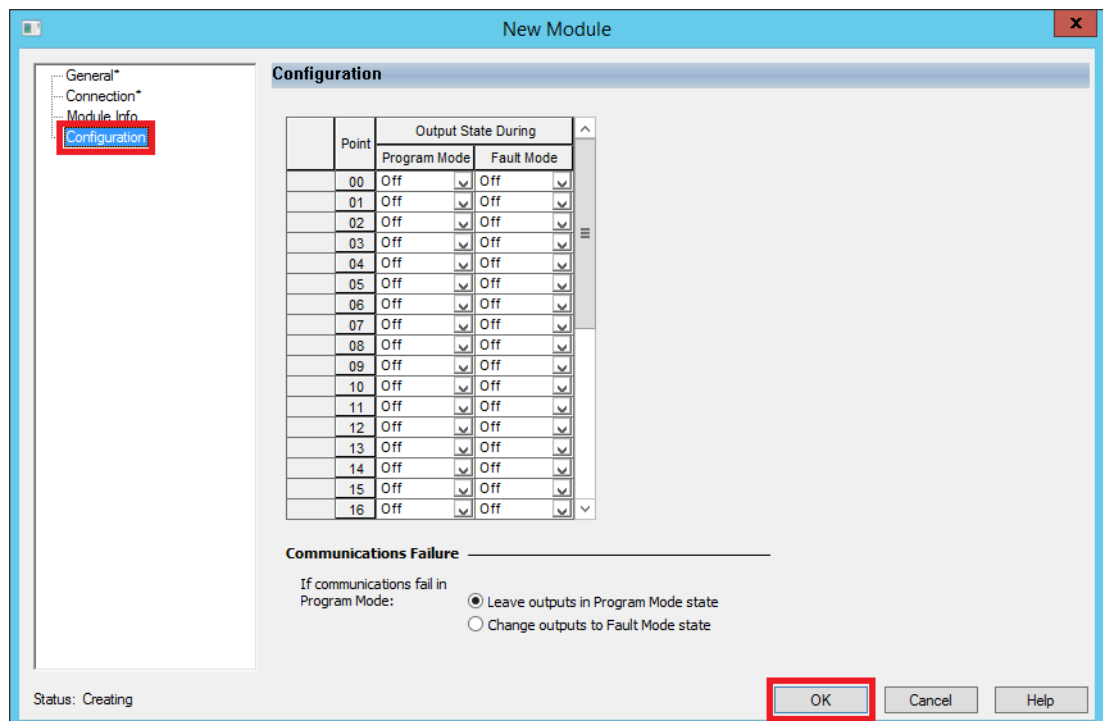 New Module
x
General*
Connection*
Module Info
Configuration
Configuration
Point
Output State During
Program Mode
Fault Mode
00 Off Off
01 Off Off
02 Off Off
03 Off Off
04 Off Off
05 Off Off
06 Off Off
07 Off Off
08 Off Off
09 Off Off
10 Off Off
11 Off Off
12 Off Off
13 Off Off
14 Off Off
15 Off Off
16 Off Off
Communications Failure
If communications fail in
Program Mode:
Leave outputs in Program Mode state
Change outputs to Fault Mode state
Status: Creating
OK
Cancel
Help